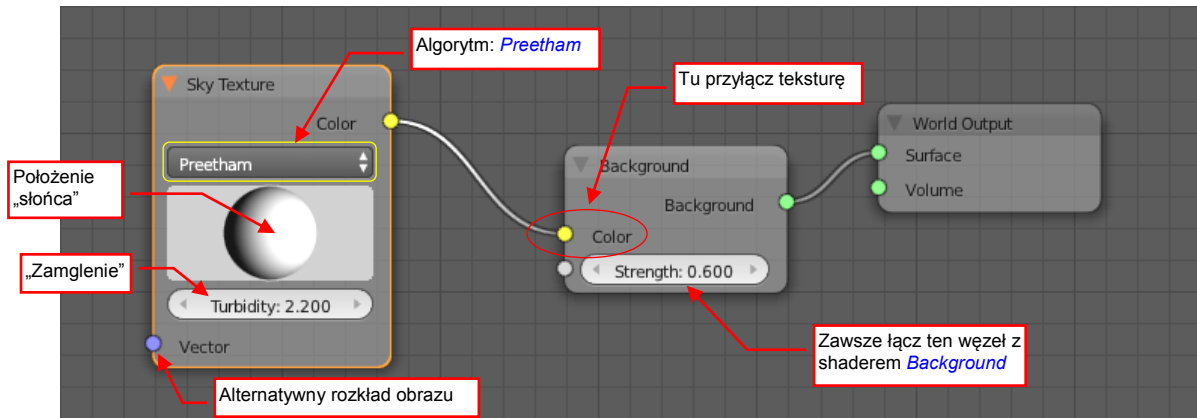 Algorytm: Preetham
Tu przyłącz teksturę
Sky Texture
Color
Preetham
Położenie
„słońca”
„Zamglenie”
Turbidity: 2.200
Vector
Alternatywny rozkład obrazu
Background
Background
Color
Strength: 0.600
Zawsze łącz ten węzeł z
shaderem Background
World Output
Surface
Volume